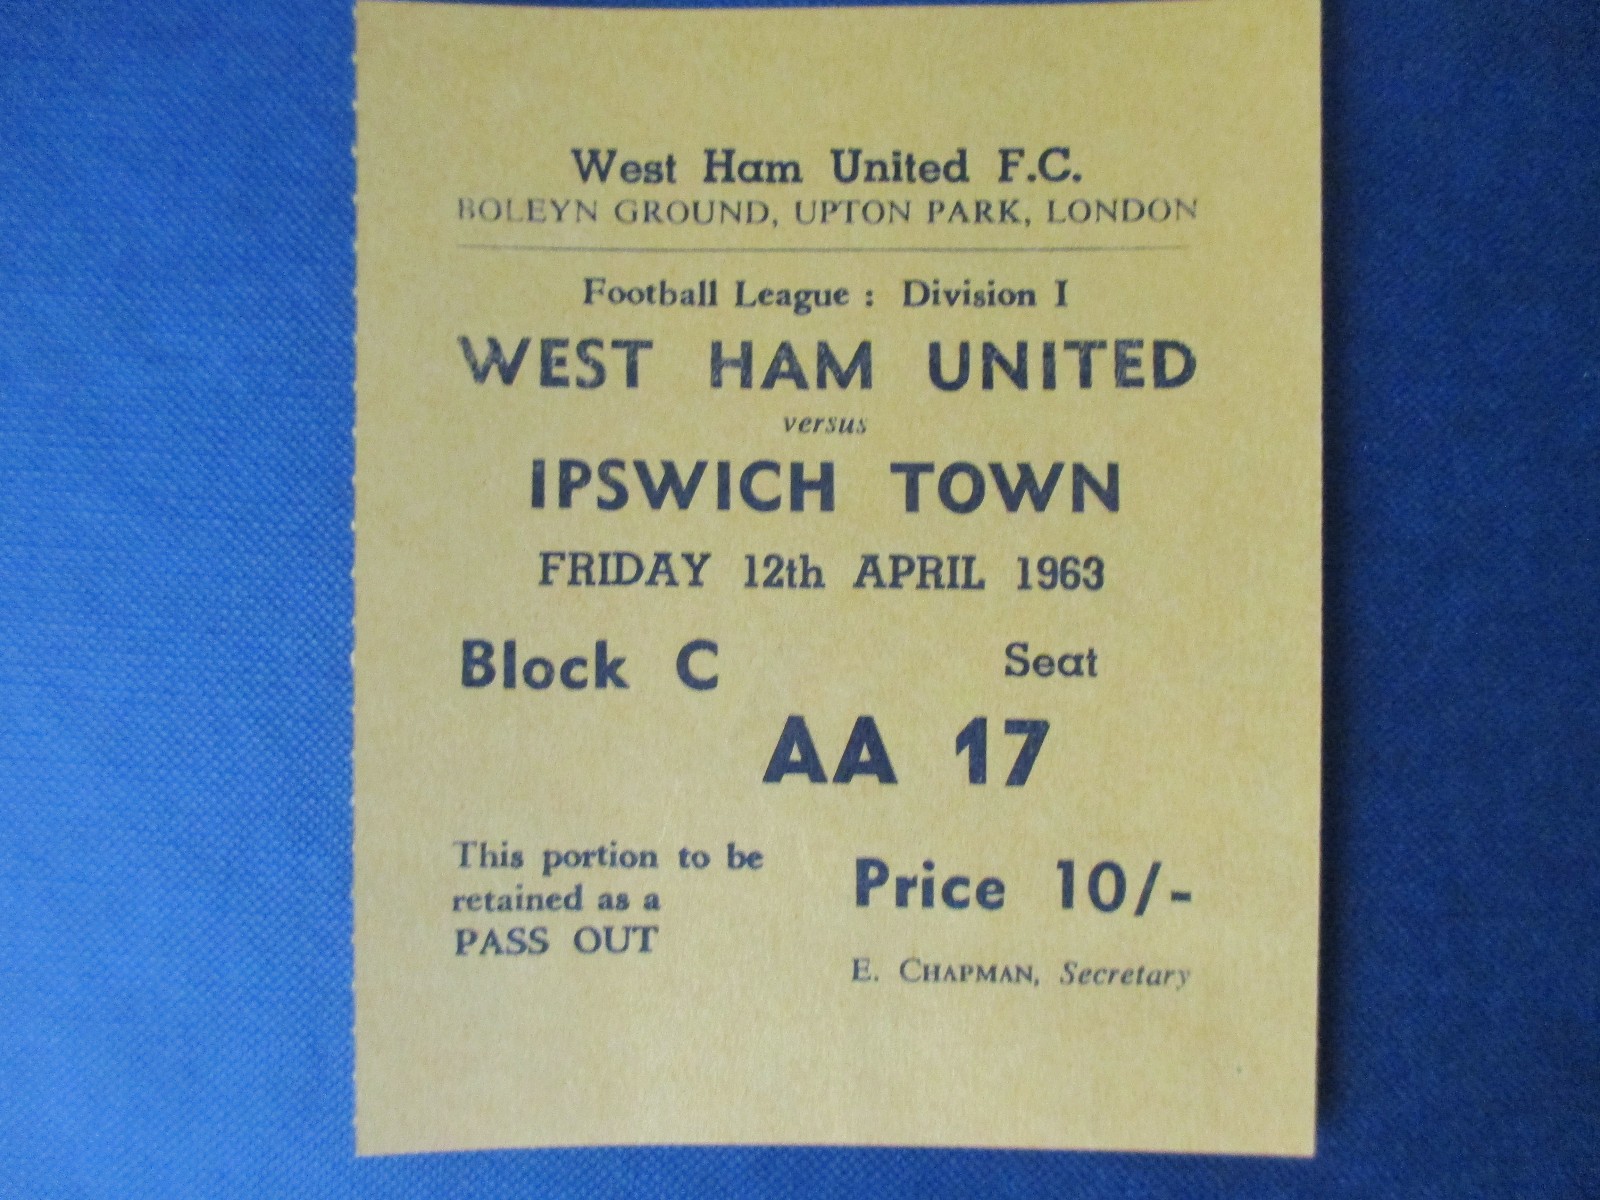 West Ham United F.C.
BOLEYN GROUND, UPTON PARK, LONDON
Football League : Division I
WEST HAM UNITED
versus
IPSWICH TOWN
FRIDAY 12th APRIL 1963
Block C Seat
AA 17
This portion to be
retained as a
PASS OUT
Price 10/-
E. CHAPMAN, Secretary